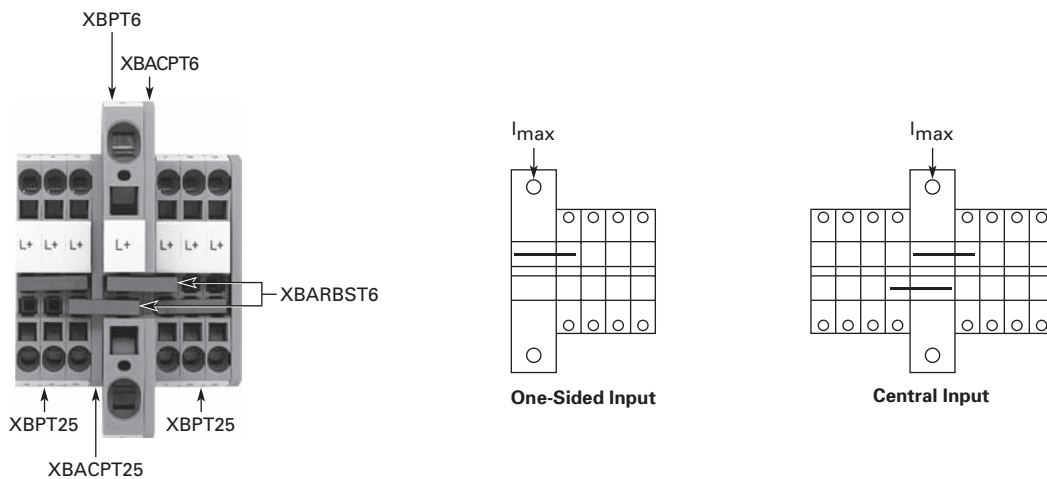 XBPT6
XBACPT6
L+ L+ L+ L+ L+ L+ L+
XBARBST6
XBPT25
XBPT25
XBACPT25
Imax
One-Sided Input
Imax
Central Input